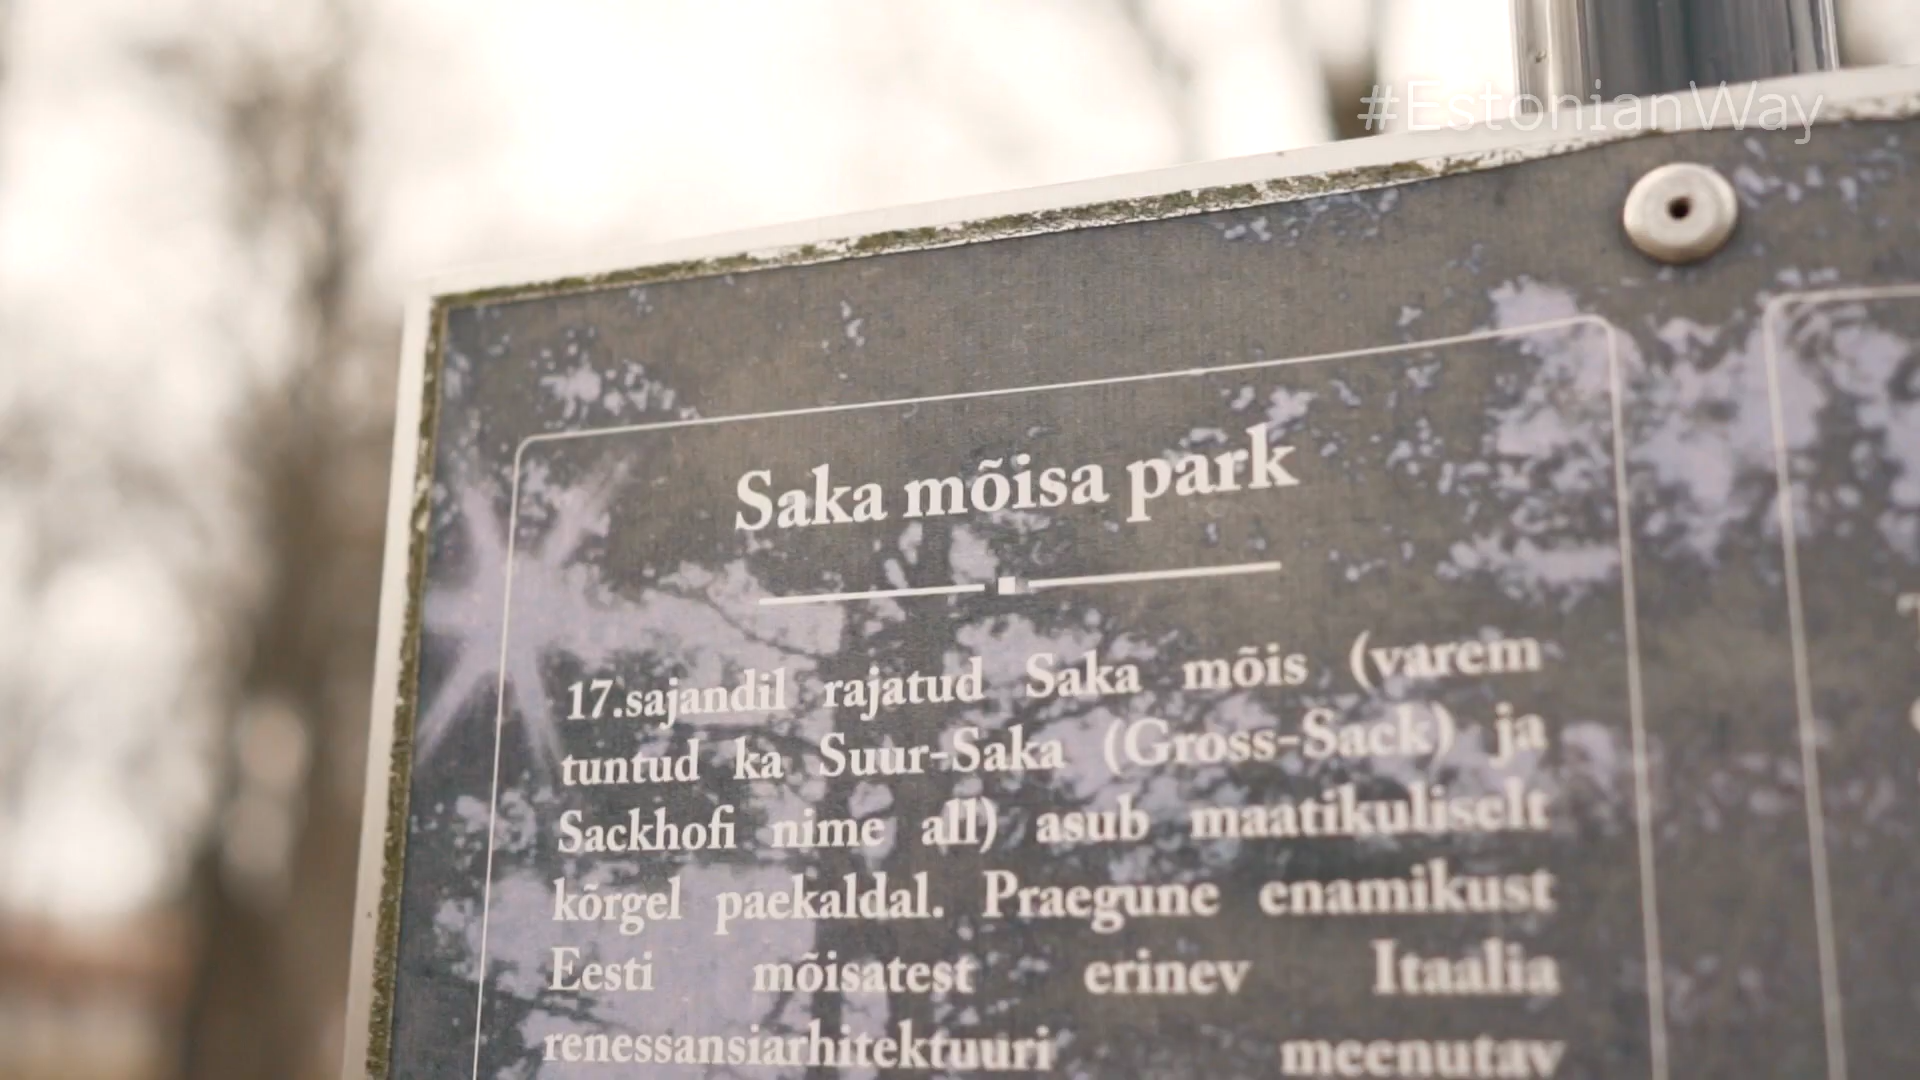 #EstonianWay
Saka mõisa park
17.sajandil rajatud Saka mõis (varem
tuntud ka Suur-Saka (Gross-Sack) ja
Sackhofi nime all) asub maatikuliselt
kõrgel paekaldal. Praegune enamikust
Eesti mõisatest erinev Itaalia
renessansiarhitektuuri meenutav